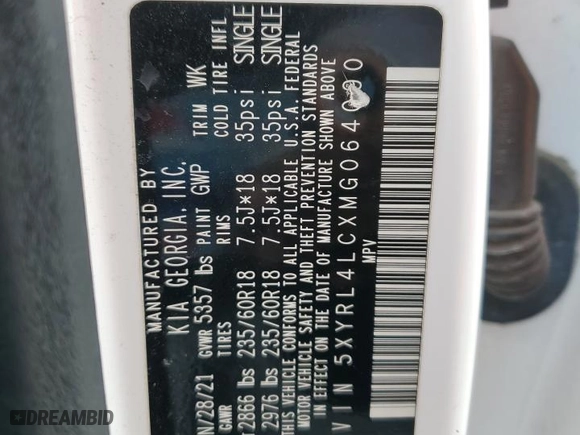 MANUFACTURED BY
KIA GEORGIA, INC.
N/28/21 GVWR 5357 lbs PAINT GWP TRIM WK
GAWR TIRES RIMS COLD TIRE INFL
T 2866 lbs 235/60R18 7.5J*18 35psi SINGLE
2976 lbs 235/60R18 7.5J*18 35psi SINGLE
THIS VEHICLE CONFORMS TO ALL APPLICABLE U.S.A. FEDERAL
MOTOR VEHICLE SAFETY AND THEFT PREVENTION STANDARDS
IN EFFECT ON THE DATE OF MANUFACTURE SHOWN ABOVE
VIN 5XYRL4LCXMG064
MPV
DREAMBID